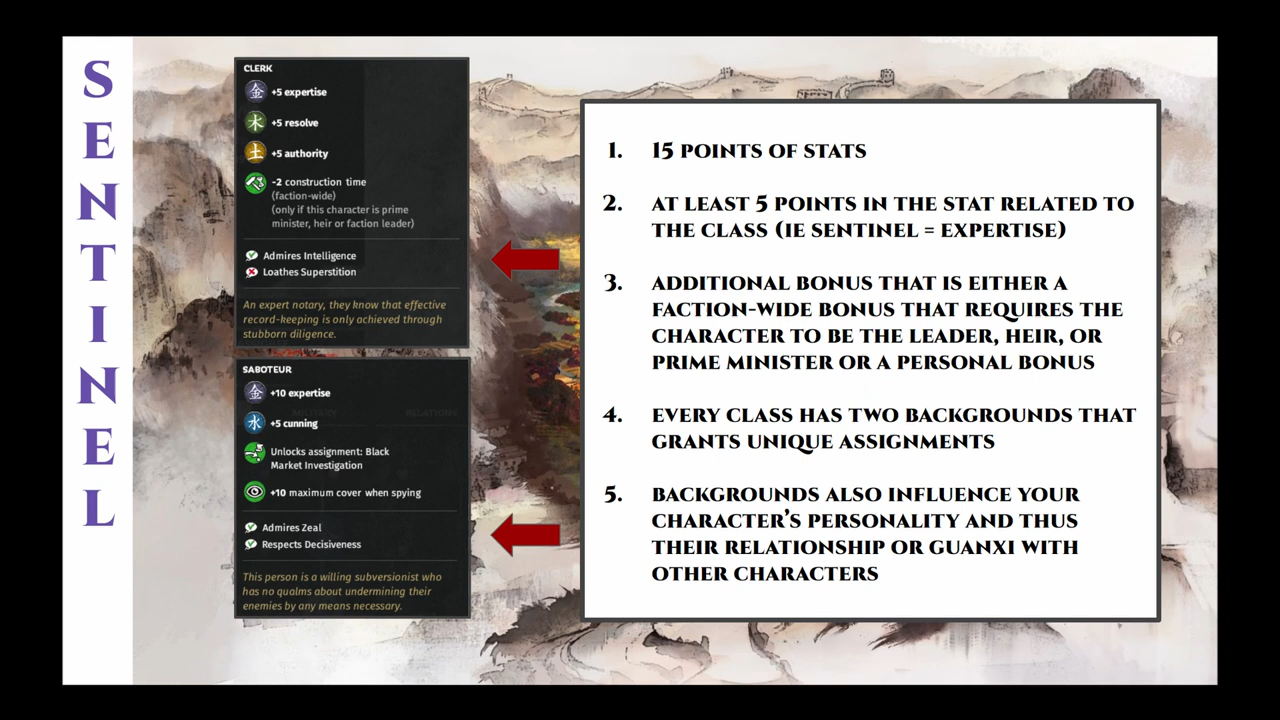 SENTINEL
CLERK
金 +5 expertise
木 +5 resolve
土 +5 authority
-2 construction time
(faction-wide)
(only if this character is prime
minister, heir or faction leader)
Admires Intelligence
Loathes Superstition
An expert notary, they know that effective
record-keeping is only achieved through
stubborn diligence.
SABOTEUR
金 +10 expertise
水 +5 cunning
Unlocks assignment: Black
Market Investigation
+10 maximum cover when spying
Admires Zeal
Respects Decisiveness
This person is a willing subversionist who
has no qualms about undermining their
enemies by any means necessary.
1. 15 POINTS OF STATS
2. AT LEAST 5 POINTS IN THE STAT RELATED TO
THE CLASS (IE SENTINEL = EXPERTISE)
3. ADDITIONAL BONUS THAT IS EITHER A
FACTION-WIDE BONUS THAT REQUIRES THE
CHARACTER TO BE THE LEADER, HEIR, OR
PRIME MINISTER OR A PERSONAL BONUS
4. EVERY CLASS HAS TWO BACKGROUNDS THAT
GRANTS UNIQUE ASSIGNMENTS
5. BACKGROUNDS ALSO INFLUENCE YOUR
CHARACTER'S PERSONALITY AND THUS
THEIR RELATIONSHIP OR GUANXI WITH
OTHER CHARACTERS